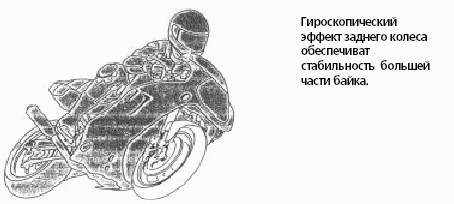 Гироскопический
эффект заднего колеса
обеспечиват
стабильность большей
части байка.